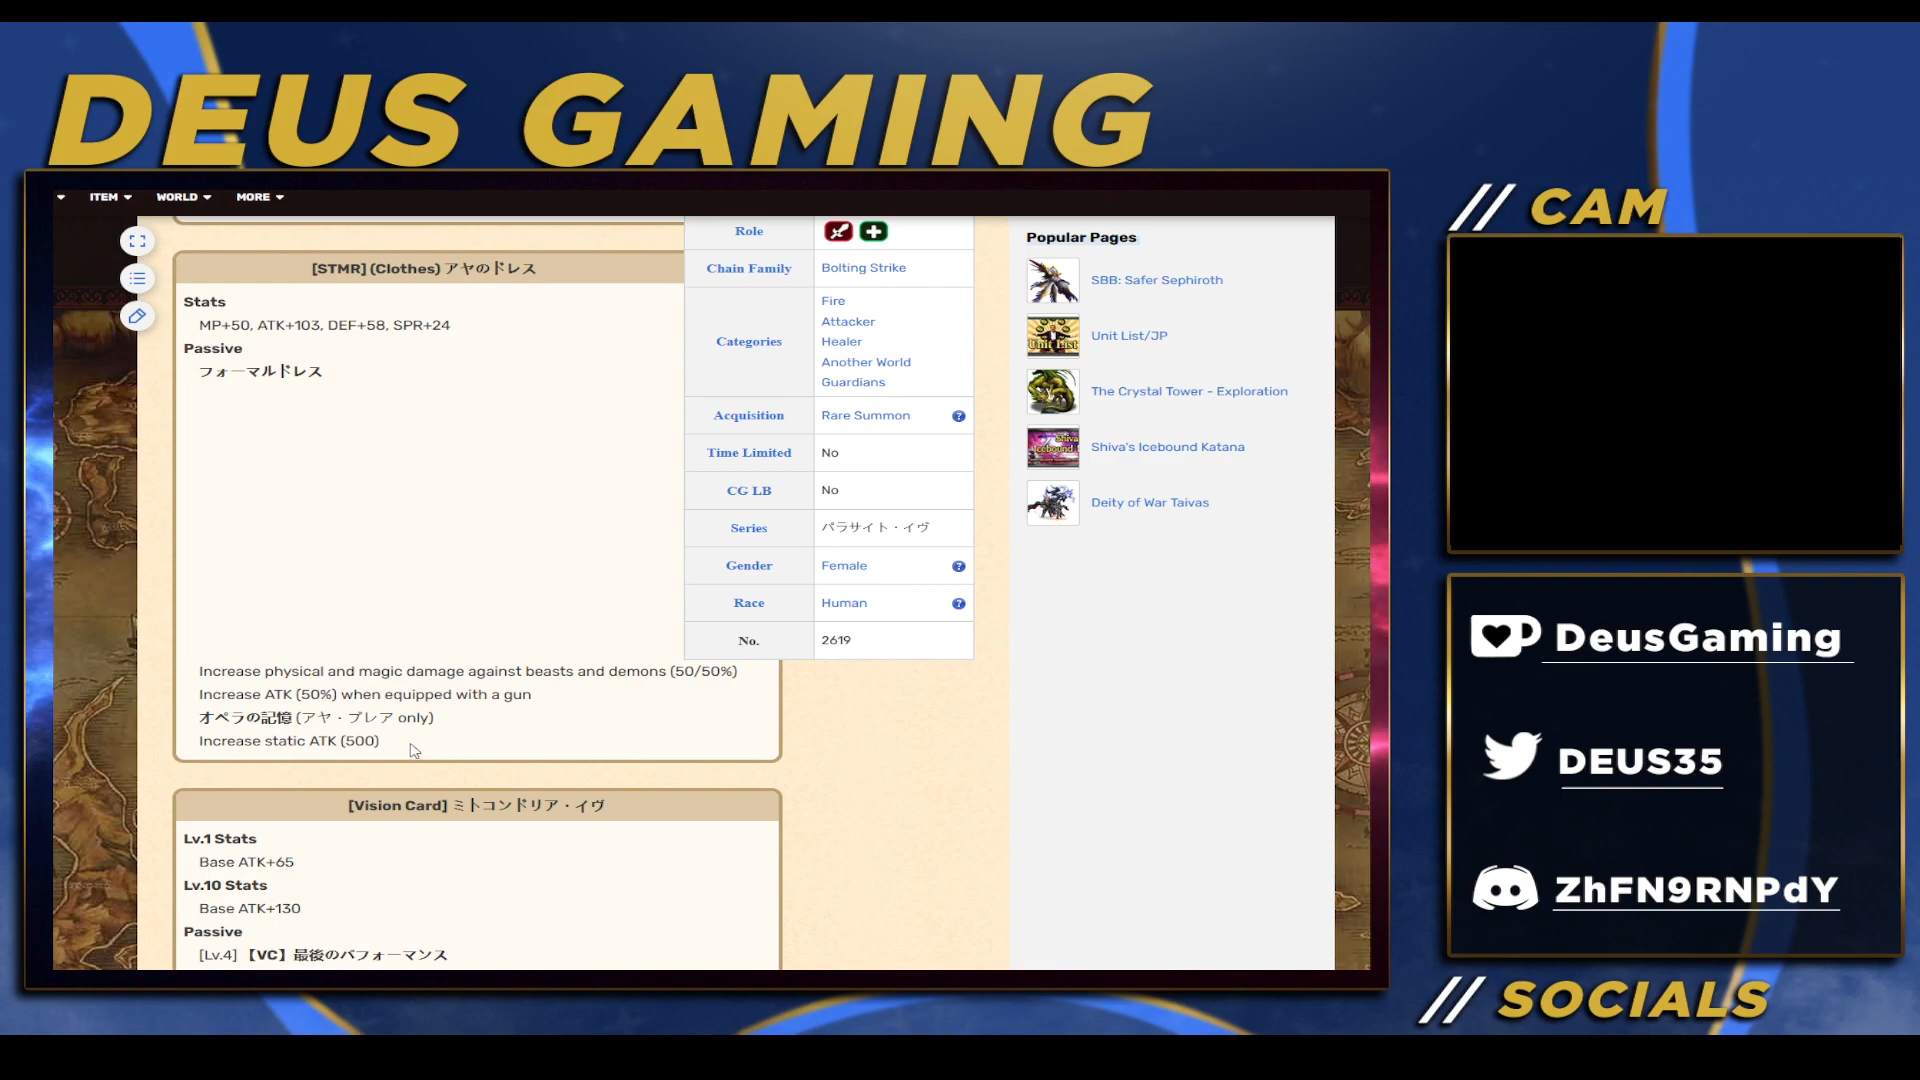 DEUS GAMING
ITEM
WORLD
MORE
[STMR] (Clothes) アヤのドレス
Stats
MP+50, ATK+103, DEF+58, SPR+24
Passive
フォーマルドレス
Increase physical and magic damage against beasts and demons (50/50%)
Increase ATK (50%) when equipped with a gun
オペラの記憶 (アヤ・ブレア only)
Increase static ATK (500)
[Vision Card] ミトコンドリア・イヴ
Lv.1 Stats
Base ATK+65
Lv.10 Stats
Base ATK+130
Passive
[Lv.4] 【VC】最後のパフォーマンス
Role
Chain Family Bolting Strike
Categories
Fire
Attacker
Healer
Another World
Guardians
Acquisition Rare Summon
Time Limited No
CG LB No
Series パラサイト・イヴ
Gender Female
Race Human
No. 2619
Popular Pages
SBB: Safer Sephiroth
Unit List
Unit List/JP
The Crystal Tower - Exploration
Shiva's Icebound
Shiva's Icebound Katana
Deity of War Taivas
// CAM
DeusGaming
DEUS35
ZhFN9RNPdY
// SOCIALS